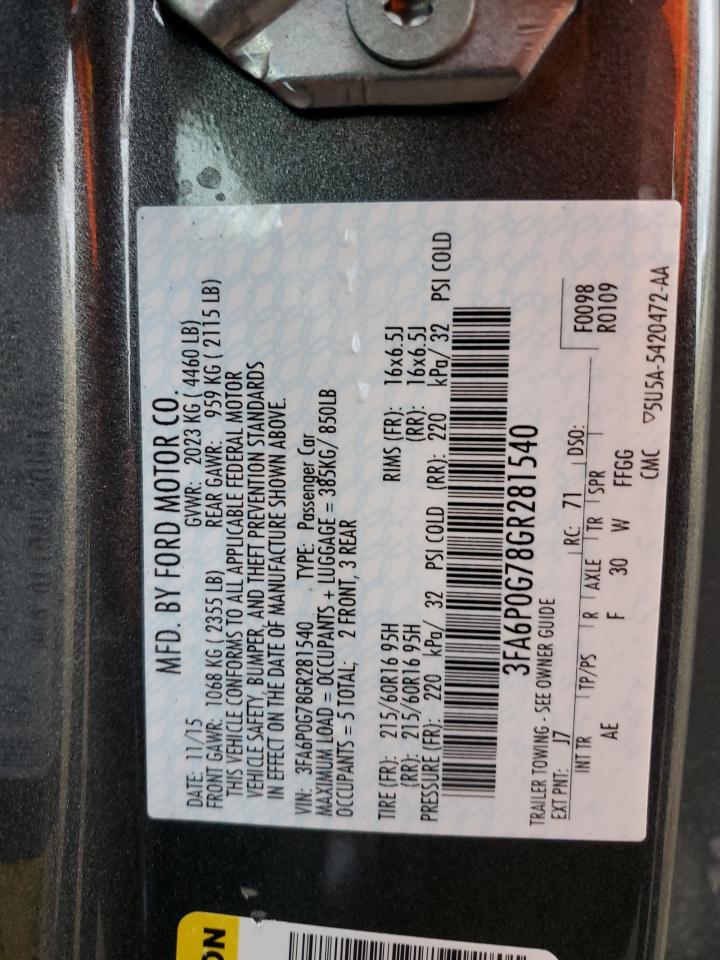 MFD. BY FORD MOTOR CO.
DATE: 11/15 GVWR: 2023 KG ( 4460 LB)
FRONT GAWR: 1068 KG ( 2355 LB) REAR GAWR: 959 KG ( 2115 LB)
THIS VEHICLE CONFORMS TO ALL APPLICABLE FEDERAL MOTOR
VEHICLE SAFETY, BUMPER, AND THEFT PREVENTION STANDARDS
IN EFFECT ON THE DATE OF MANUFACTURE SHOWN ABOVE.
VIN: 3FA6P0G78GR281540 TYPE: Passenger Car
MAXIMUM LOAD = OCCUPANTS + LUGGAGE = 385KG/ 850LB
OCCUPANTS = 5 TOTAL; 2 FRONT, 3 REAR
TIRE (FR): 215/60R16 95H RIMS (FR): 16x6.5J
(RR): 215/60R16 95H (RR): 16x6.5J
PRESSURE (FR): 220 kPa/ 32 PSI COLD (RR): 220 kPa/ 32 PSI COLD
3FA6P0G78GR281540
TRAILER TOWING - SEE OWNER GUIDE
EXT PNT: J7 RC: 71 DSO: F0098
R0109
INT TR TP/PS R AXLE TR SPR
AE F 30 W FFGG
CMC ▽5U5A-5420472-AA
ON